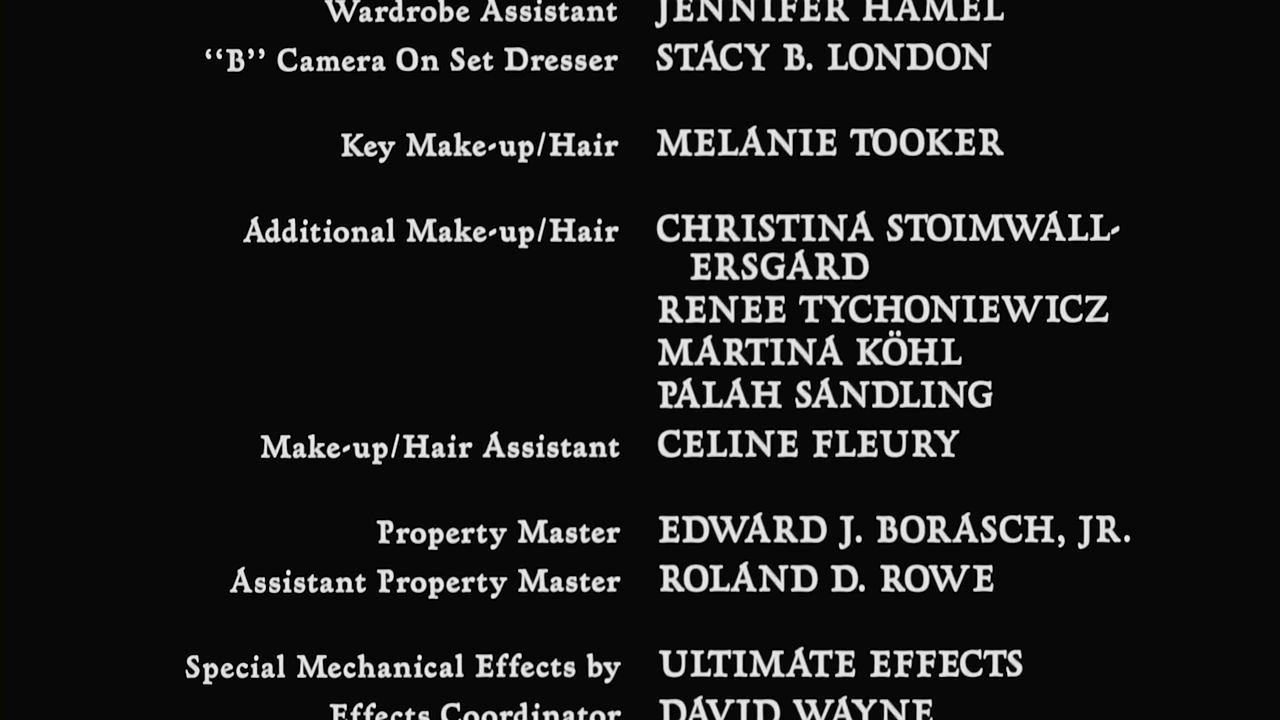 Wardrobe Assistant JENNIFER HAMEL
“B” Camera On Set Dresser STACY B. LONDON
Key Make-up/Hair MELANIE TOOKER
Additional Make-up/Hair CHRISTINA STOIMWALL-
ERSGARD
RENEE TYCHONIEWICZ
MARTINA KÖHL
PALAH SANDLING
Make-up/Hair Assistant CELINE FLEURY
Property Master EDWARD J. BORASCH, JR.
Assistant Property Master ROLAND D. ROWE
Special Mechanical Effects by ULTIMATE EFFECTS
Effects Coordinator DAVID WAYNE